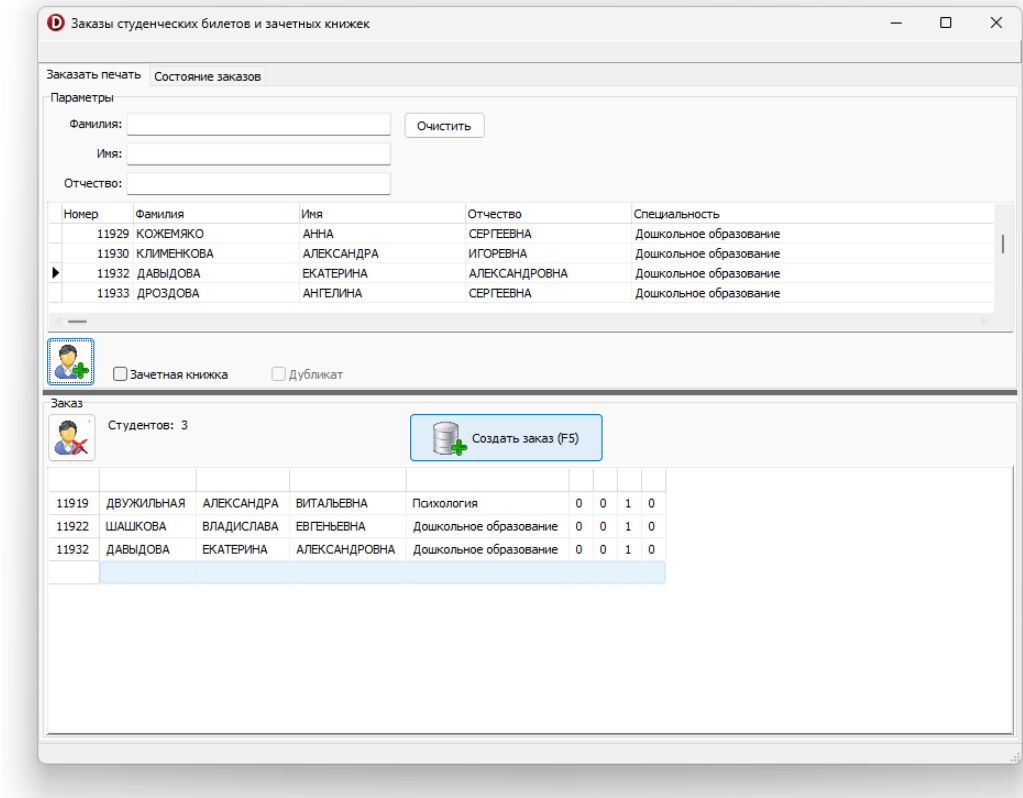 D Заказы студенческих билетов и зачетных книжек
Заказать печать Состояние заказов
Параметры
Фамилия: Очистить
Имя:
Отчество:
Номер Фамилия Имя Отчество Специальность
11929 КОЖЕМЯКО АННА СЕРГЕЕВНА Дошкольное образование
11930 КЛИМЕНКОВА АЛЕКСАНДРА ИГОРЕВНА Дошкольное образование
11932 ДАВЫДОВА ЕКАТЕРИНА АЛЕКСАНДРОВНА Дошкольное образование
11933 ДРОЗДОВА АНГЕЛИНА СЕРГЕЕВНА Дошкольное образование
Зачетная книжка Дубликат
Заказ
Студентов: 3 Создать заказ (F5)
11919 ДВУЖИЛЬНАЯ АЛЕКСАНДРА ВИТАЛЬЕВНА Психология 0 0 1 0
11922 ШАШКОВА ВЛАДИСЛАВА ЕВГЕНЬЕВНА Дошкольное образование 0 0 1 0
11932 ДАВЫДОВА ЕКАТЕРИНА АЛЕКСАНДРОВНА Дошкольное образование 0 0 1 0